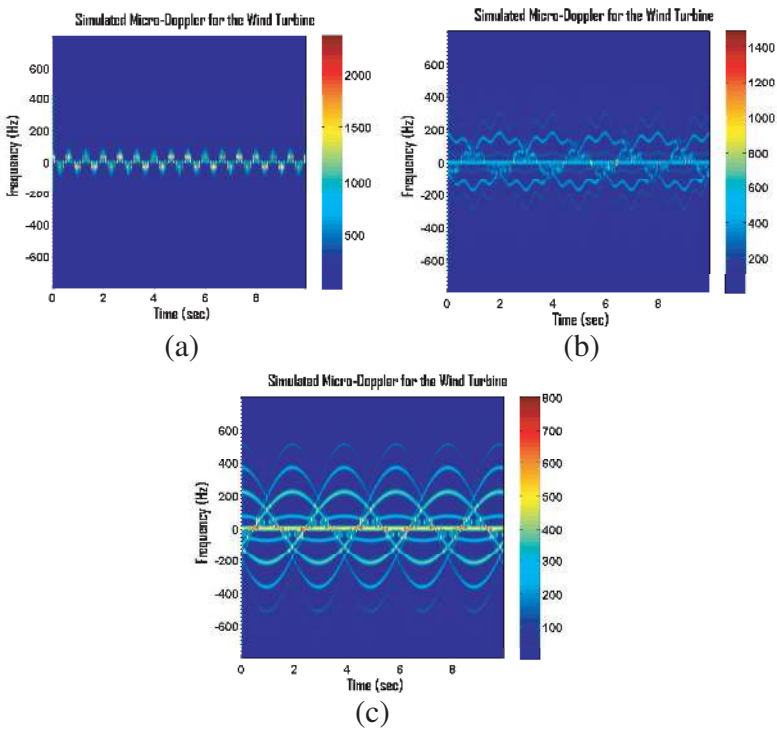 Simulated Micro-Doppler for the Wind Turbine
Frequency (Hz)
600
400
200
0
-200
-400
-600
0 2 4 6 8
Time (sec)
2000
1500
1000
500
(a)
Simulated Micro-Doppler for the Wind Turbine
Frequency (Hz)
600
400
200
0
-200
-400
-600
0 2 4 6 8
Time (sec)
1400
1200
1000
800
600
400
200
(b)
Simulated Micro-Doppler for the Wind Turbine
Frequency (Hz)
600
400
200
0
-200
-400
-600
0 2 4 6 8
Time (sec)
800
700
600
500
400
300
200
100
(c)